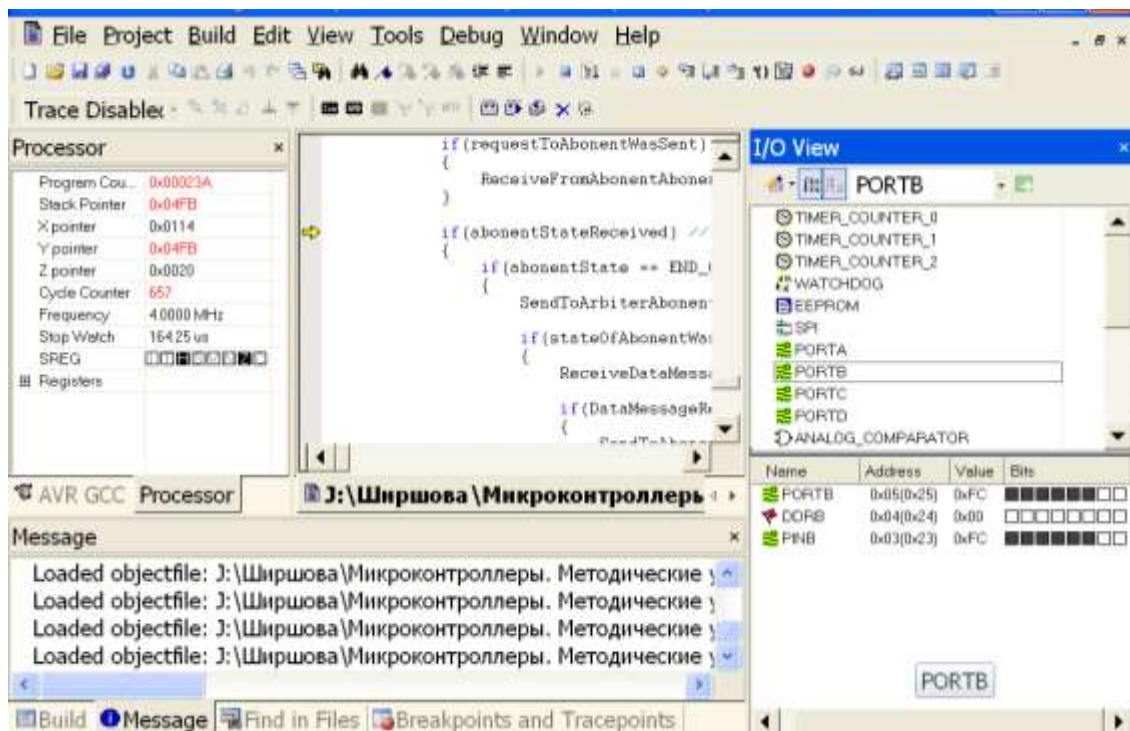 File Project Build Edit View Tools Debug Window Help
Trace Disabled
Processor
Program Cou... 0x00023A
Stack Pointer 0x04FB
X pointer 0x0114
Y pointer 0x04FB
Z pointer 0x0020
Cycle Counter 657
Frequency 4.0000 MHz
Stop Watch 164.25 us
SREG
Registers
AVR GCC Processor
if(requestToAbonentWasSent)
{
ReceiveFromAbonentAbone
}
if(abonentStateReceived) //
{
if(abonentState == END_
{
SendToArbiterAbonen
if(stateOfAbonentWa
{
ReceiveDataMess
if(DataMessageR
{
J:\Ширшова\Микроконтроллеры
I/O View
PORTB
TIMER_COUNTER_0
TIMER_COUNTER_1
TIMER_COUNTER_2
WATCHDOG
EEPROM
SPI
PORTA
PORTB
PORTC
PORTD
ANALOG_COMPARATOR
Name Address Value Bits
PORTB 0x05(0x25) 0xFC
DDRB 0x04(0x24) 0x00
PINB 0x03(0x23) 0xFC
PORTB
Message
Loaded objectfile: J:\Ширшова\Микроконтроллеры. Методические у
Loaded objectfile: J:\Ширшова\Микроконтроллеры. Методические у
Loaded objectfile: J:\Ширшова\Микроконтроллеры. Методические у
Loaded objectfile: J:\Ширшова\Микроконтроллеры. Методические у
Build Message Find in Files Breakpoints and Tracepoints